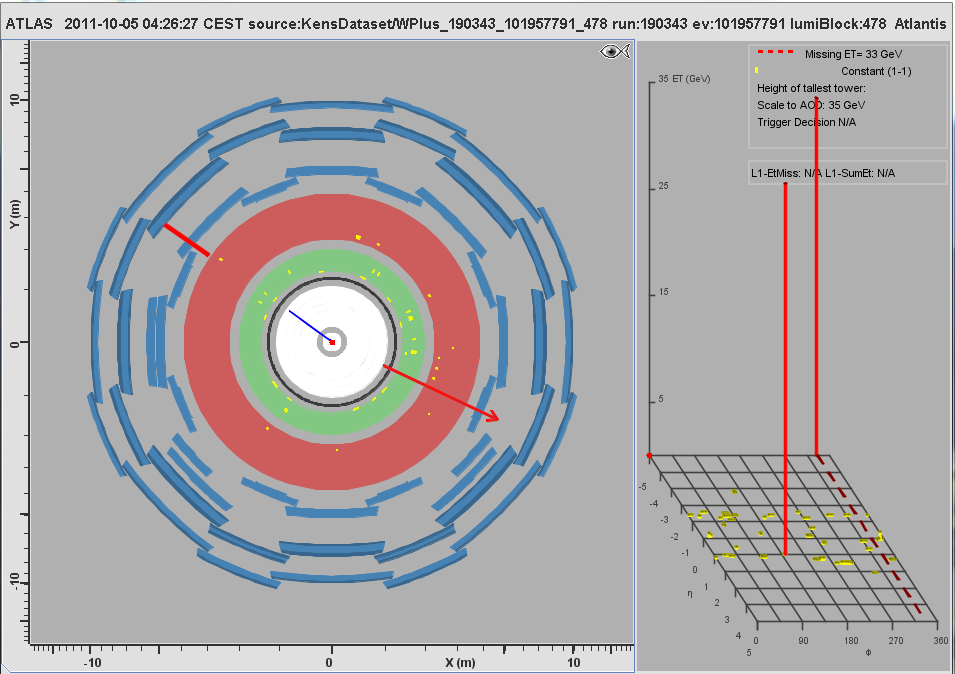 ATLAS 2011-10-05 04:26:27 CEST source:KensDataset/WPlus_190343_101957791_478 run:190343 ev:101957791 lumiBlock:478 Atlantis
10
Y (m)
0
-10
-10
0
X (m)
10
Missing ET= 33 GeV
Constant (1-1)
Height of tallest tower:
Scale to AOD: 35 GeV
Trigger Decision N/A
L1-EtMiss: N/A L1-SumEt: N/A
35 ET (GeV)
25
15
5
-5
-4
-3
-2
-1
0
1
η
2
3
4
5
0
90
180
270
360
Φ